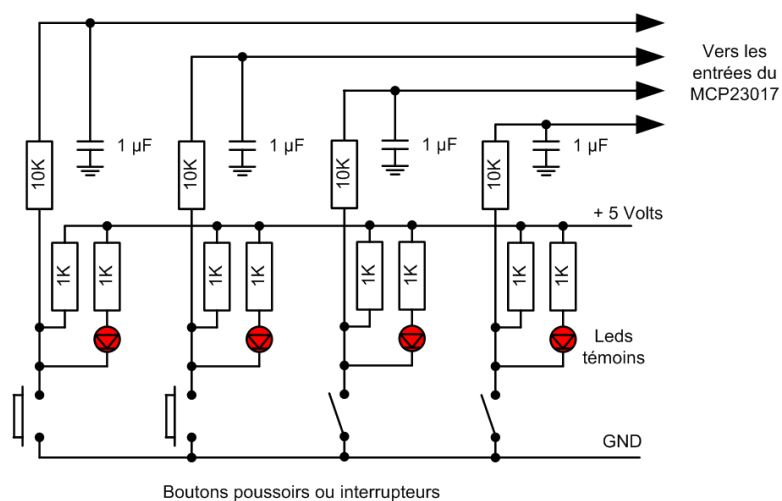 Vers les
entrées du
MCP23017
1 µF
1 µF
1 µF
1 µF
10K
10K
10K
10K
+ 5 Volts
1K
1K
1K
1K
1K
1K
1K
1K
Leds
témoins
GND
Boutons poussoirs ou interrupteurs